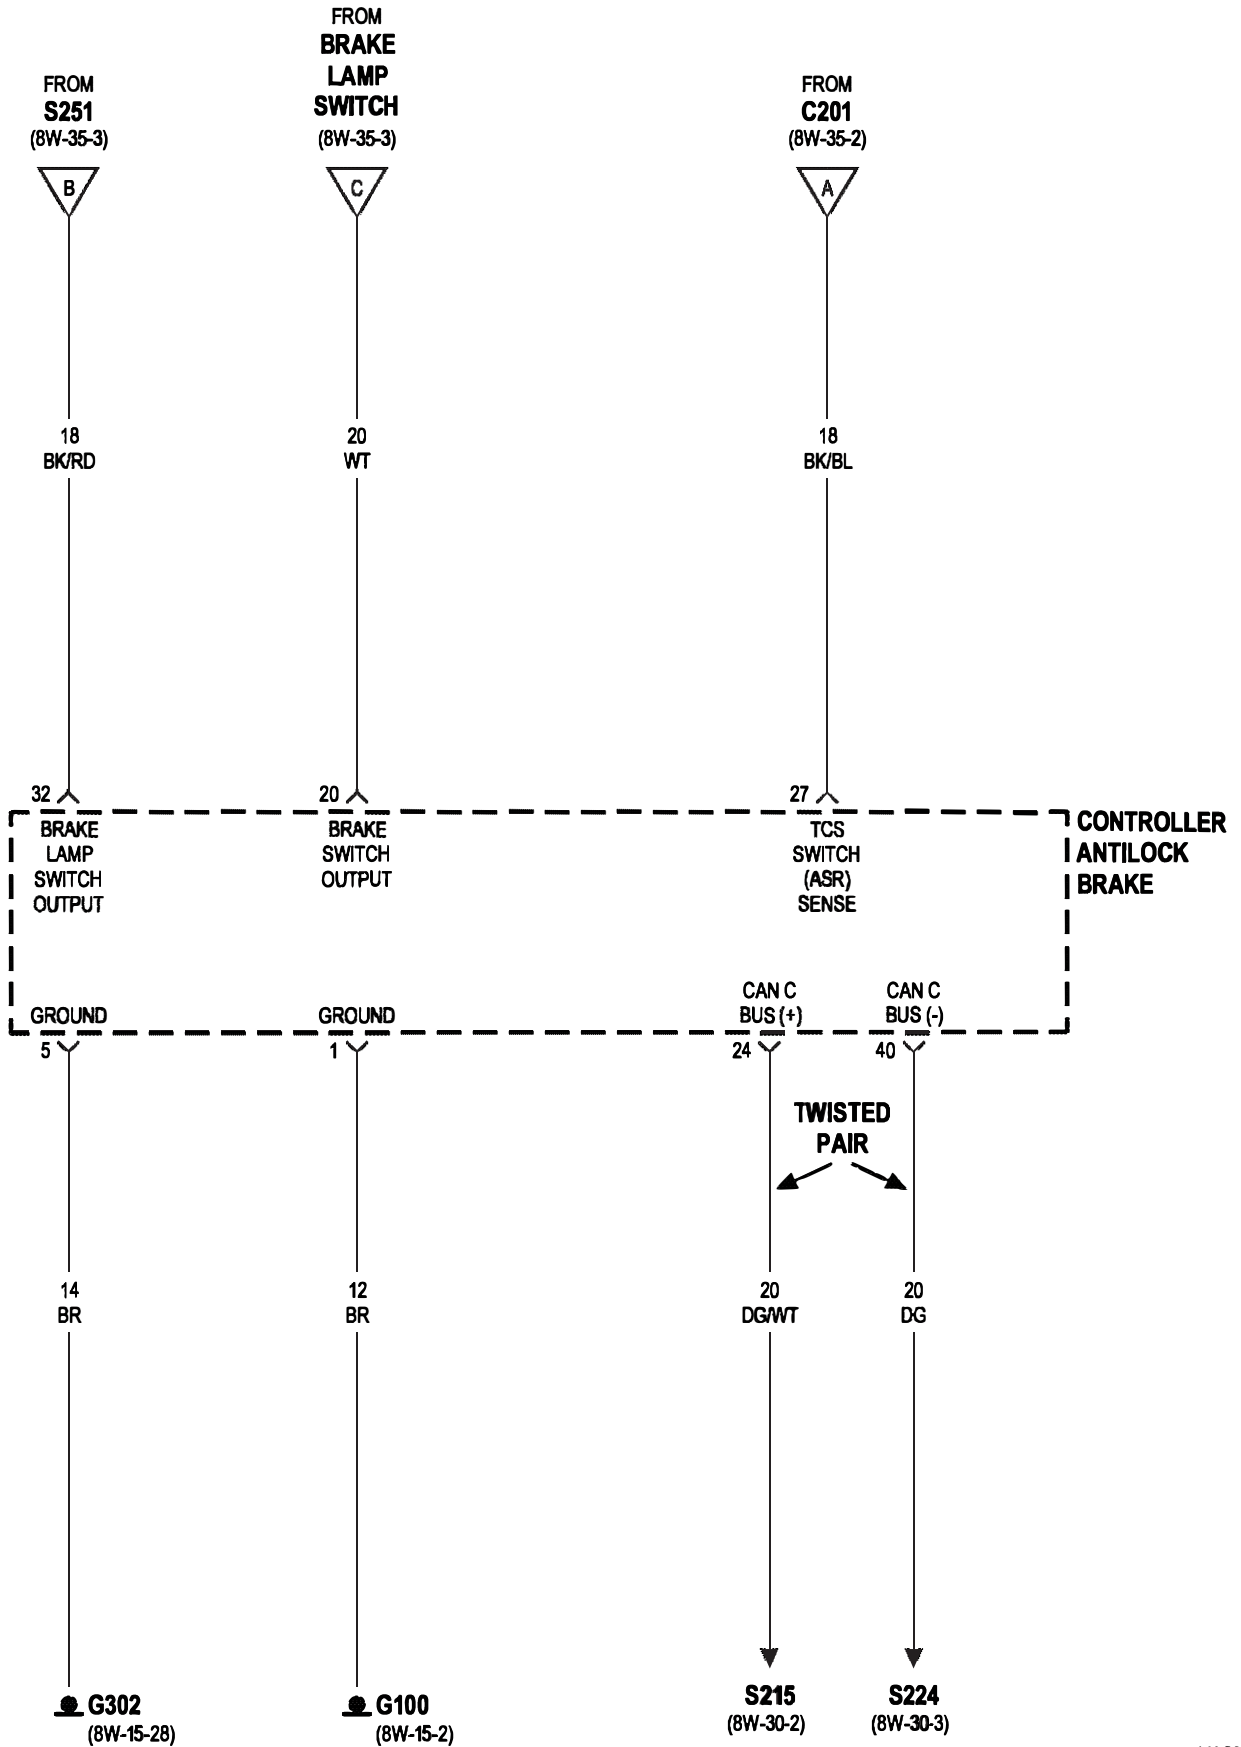 FROM
BRAKE
LAMP
SWITCH
(8W-35-3)
FROM
S251
(8W-35-3)
FROM
C201
(8W-35-2)
B
C
A
18
BK/RD
20
WT
18
BK/BL
32
20
27
BRAKE
LAMP
SWITCH
OUTPUT
BRAKE
SWITCH
OUTPUT
TCS
SWITCH
(ASR)
SENSE
CONTROLLER
ANTILOCK
BRAKE
GROUND
GROUND
CAN C
BUS (+)
CAN C
BUS (-)
5
1
24
40
TWISTED
PAIR
14
BR
12
BR
20
DG/WT
20
DG
G302
(8W-15-28)
G100
(8W-15-2)
S215
(8W-30-2)
S224
(8W-30-3)